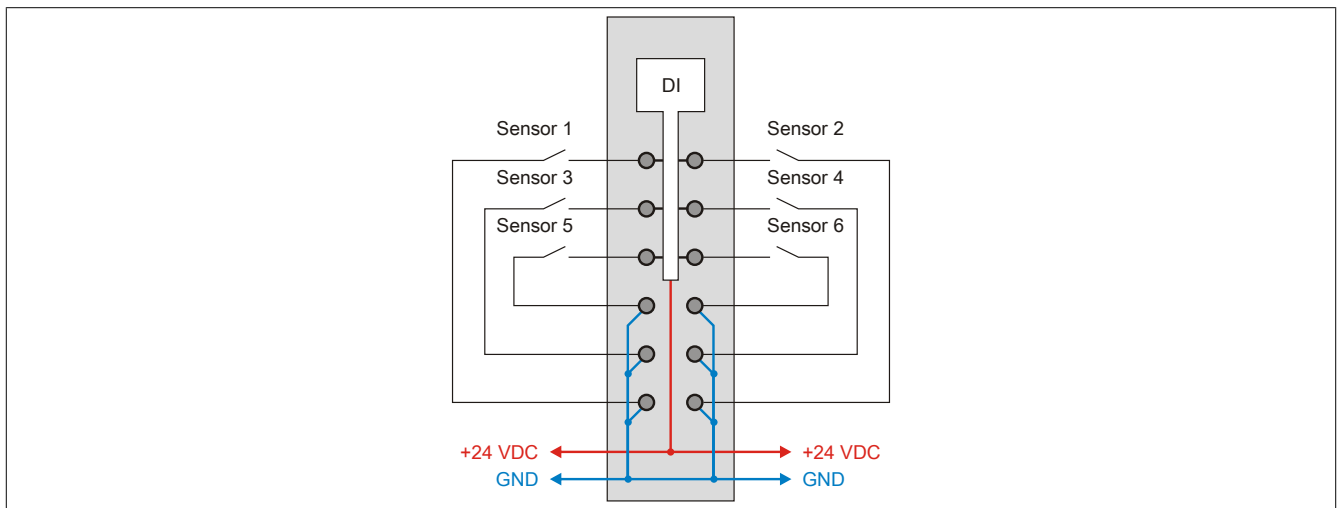 DI
Sensor 1 Sensor 2
Sensor 3 Sensor 4
Sensor 5 Sensor 6
+24 VDC +24 VDC
GND GND